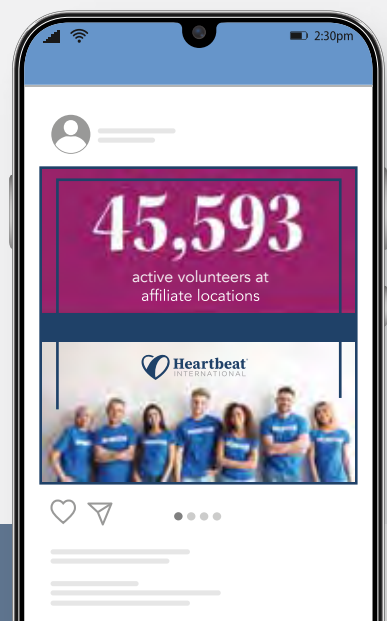 2:30pm
45,593
active volunteers at
affiliate locations
Heartbeat
INTERNATIONAL